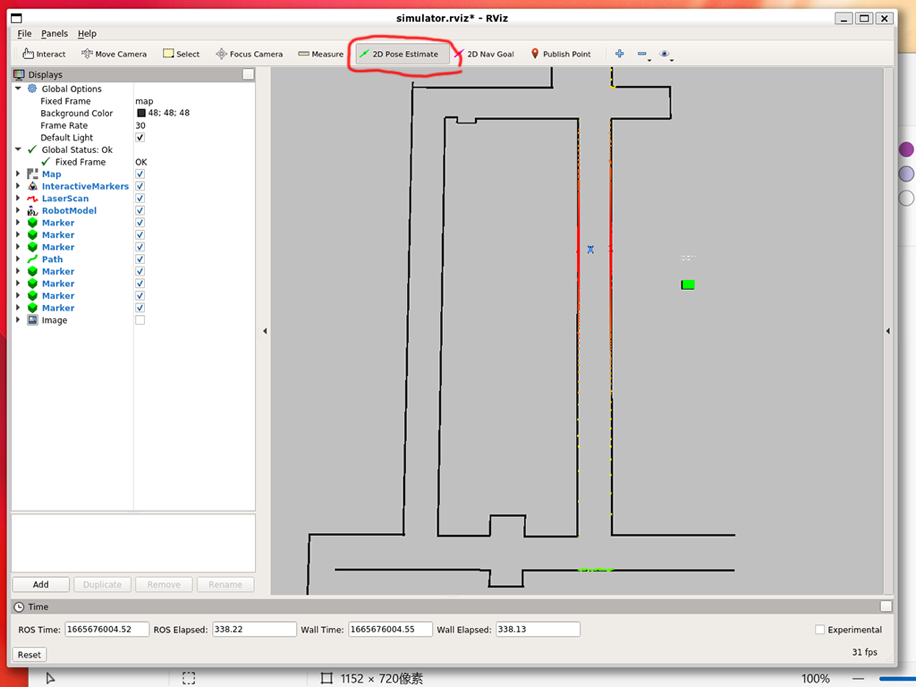 simulator.rviz* - RViz
File Panels Help
Interact Move Camera Select Focus Camera Measure 2D Pose Estimate 2D Nav Goal Publish Point
Displays
Global Options
Fixed Frame map
Background Color 48; 48; 48
Frame Rate 30
Default Light
Global Status: Ok
Fixed Frame OK
Map
InteractiveMarkers
LaserScan
RobotModel
Marker
Marker
Marker
Path
Marker
Marker
Marker
Marker
Image
Add Duplicate Remove Rename
Time
ROS Time: 1665676004.52 ROS Elapsed: 338.22 Wall Time: 1665676004.55 Wall Elapsed: 338.13 Experimental
Reset 31 fps
1152 × 720像素 100%